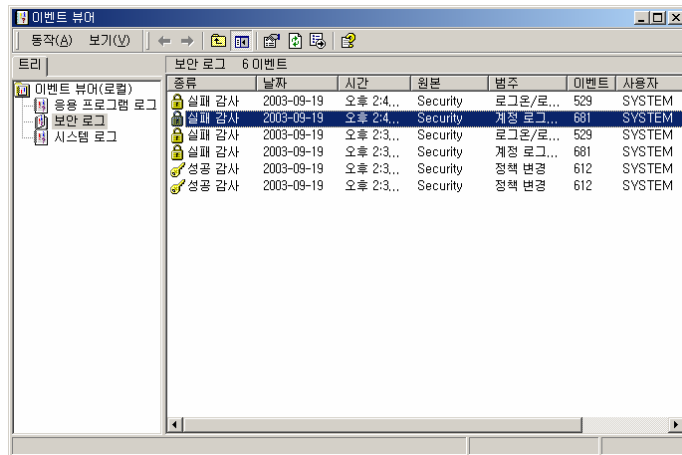 이벤트 뷰어
동작(A) 보기(V)
트리
보안 로그 6 이벤트
이벤트 뷰어(로컬)
응용 프로그램 로그
보안 로그
시스템 로그
종류 날짜 시간 원본 범주 이벤트 사용자
실패 감사 2003-09-19 오후 2:4... Security 로그온/로... 529 SYSTEM
실패 감사 2003-09-19 오후 2:4... Security 계정 로그... 681 SYSTEM
실패 감사 2003-09-19 오후 2:3... Security 로그온/로... 529 SYSTEM
실패 감사 2003-09-19 오후 2:3... Security 계정 로그... 681 SYSTEM
성공 감사 2003-09-19 오후 2:3... Security 정책 변경 612 SYSTEM
성공 감사 2003-09-19 오후 2:3... Security 정책 변경 612 SYSTEM